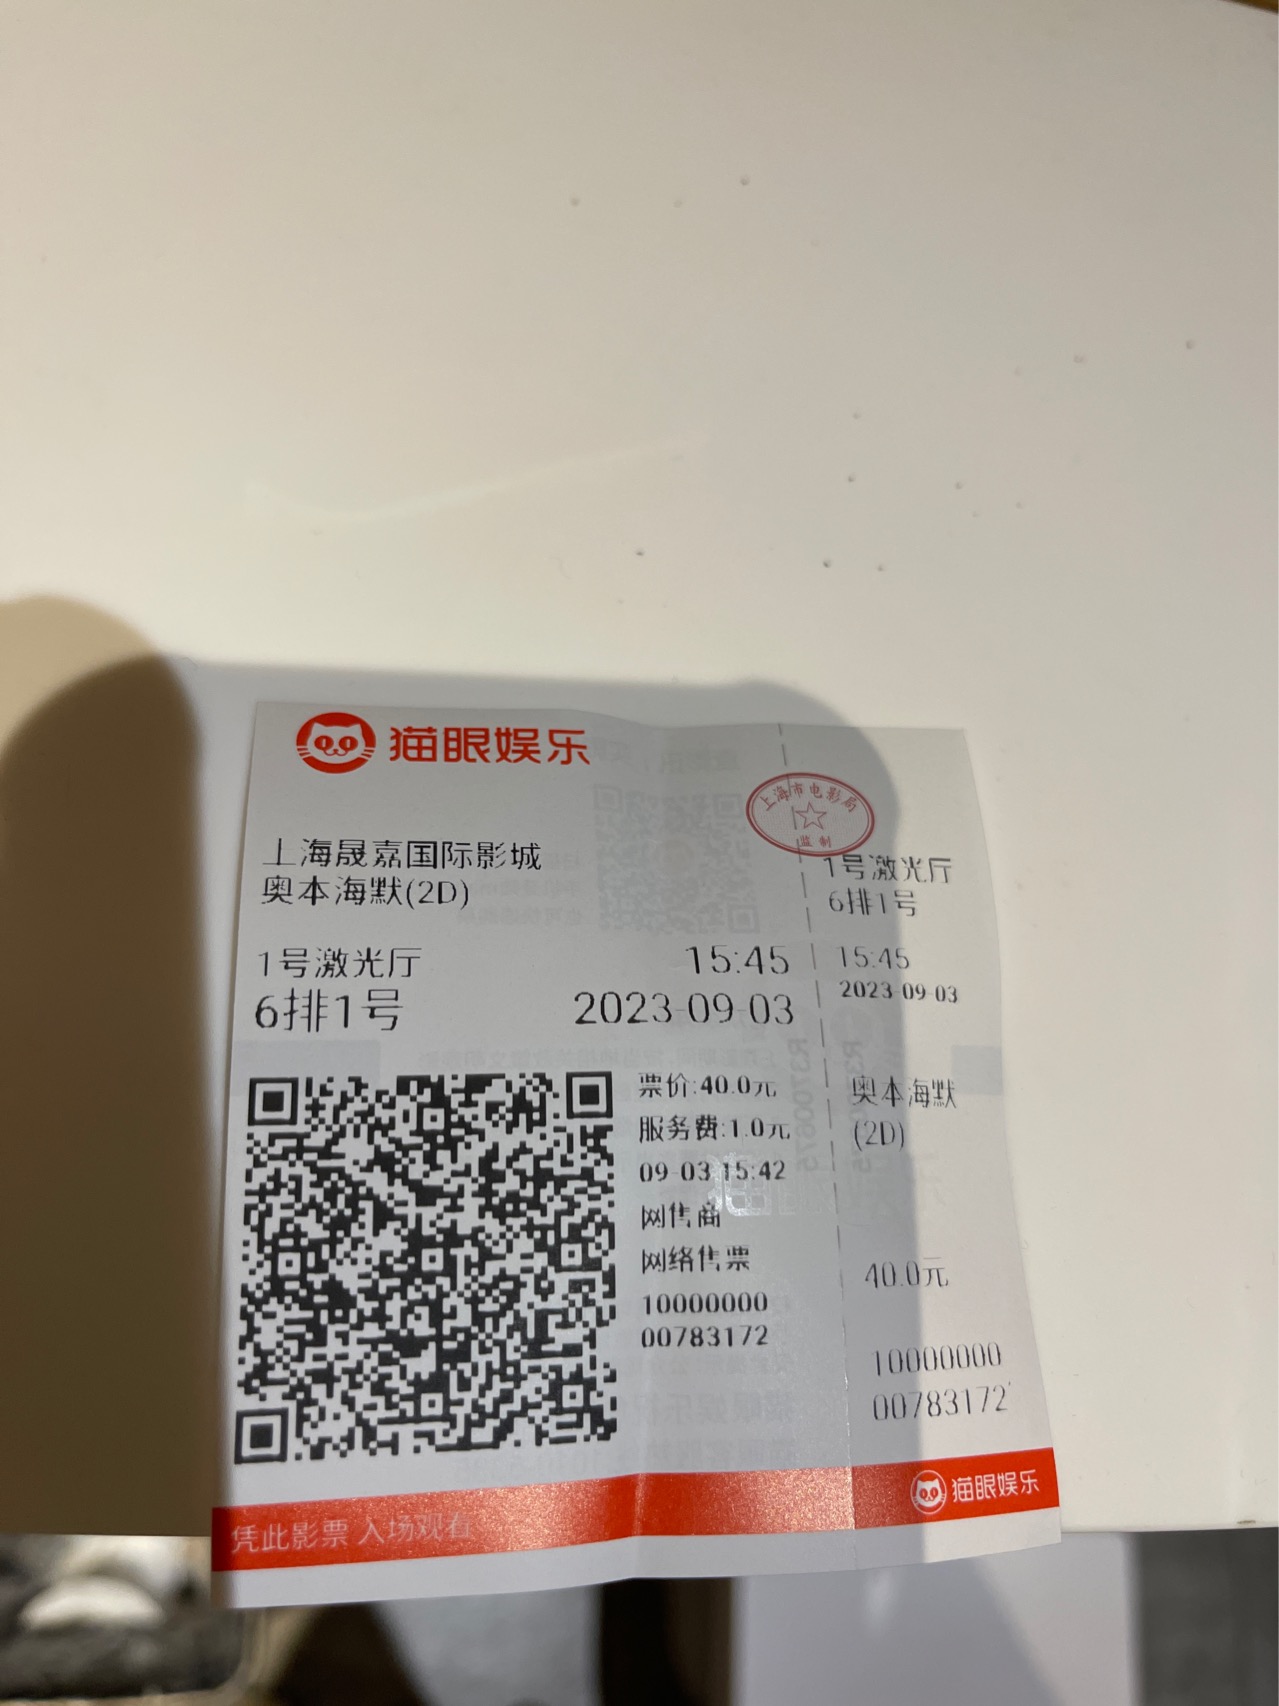 猫眼娱乐
上海市电影局
监制
上海晟嘉国际影城
奥本海默(2D)
1号激光厅
15:45
6排1号
2023-09-03
票价:40.0元
服务费:1.0元
09-03 15:42
网售商
网络售票
10000000
00783172
凭此影票 入场观看
1号激光厅
6排1号
15:45
2023-09-03
奥本海默
(2D)
40.0元
10000000
00783172
猫眼娱乐
R3700675